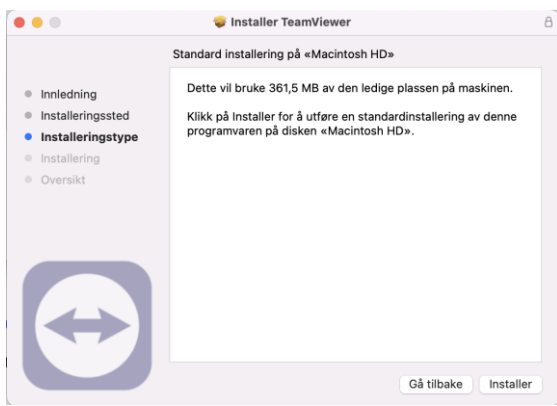 Installer TeamViewer
Standard installering på «Macintosh HD»
Innledning
Installeringssted
Installeringstype
Installering
Oversikt
Dette vil bruke 361,5 MB av den ledige plassen på maskinen.
Klikk på Installer for å utføre en standardinstallering av denne
programvaren på disken «Macintosh HD».
Gå tilbake
Installer